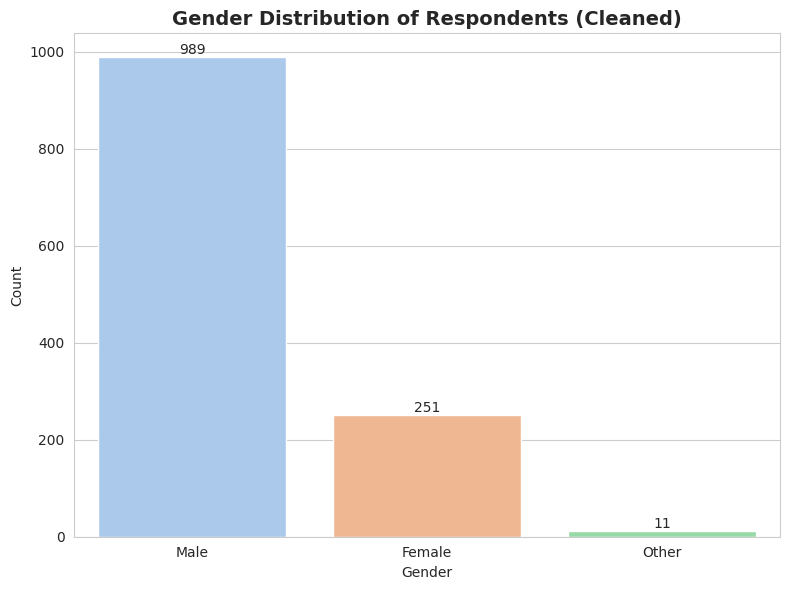 Gender Distribution of Respondents (Cleaned)
1000
989
800
600
Count
400
251
200
11
0
Male Female Other
Gender